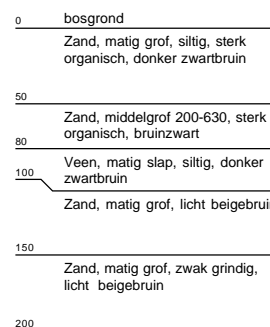 0 bosgrond
Zand, matig grof, siltig, sterk
organisch, donker zwartbruin
50
Zand, middelgrof 200-630, sterk
organisch, bruinzwart
80
Veen, matig slap, siltig, donker
zwartbruin
100
Zand, matig grof, licht beigebruin
150
Zand, matig grof, zwak grindig,
licht beigebruin
200